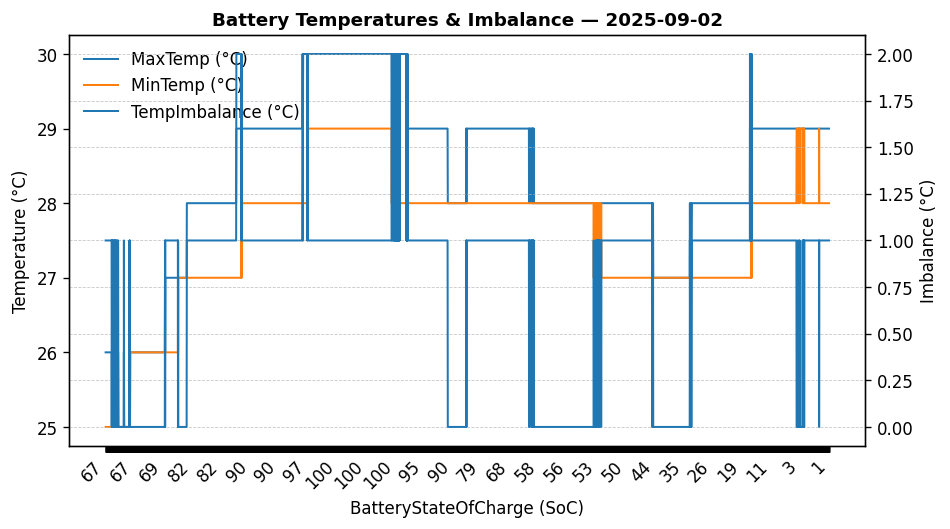 Battery Temperatures & Imbalance — 2025-09-02
MaxTemp (°C)
MinTemp (°C)
TempImbalance (°C)
Temperature (°C)
30
29
28
27
26
25
Imbalance (°C)
2.00
1.75
1.50
1.25
1.00
0.75
0.50
0.25
0.00
67 67 69 82 82 90 90 97 100 100 100 95 90 79 68 58 56 53 50 44 35 26 19 11 3 1
BatteryStateOfCharge (SoC)